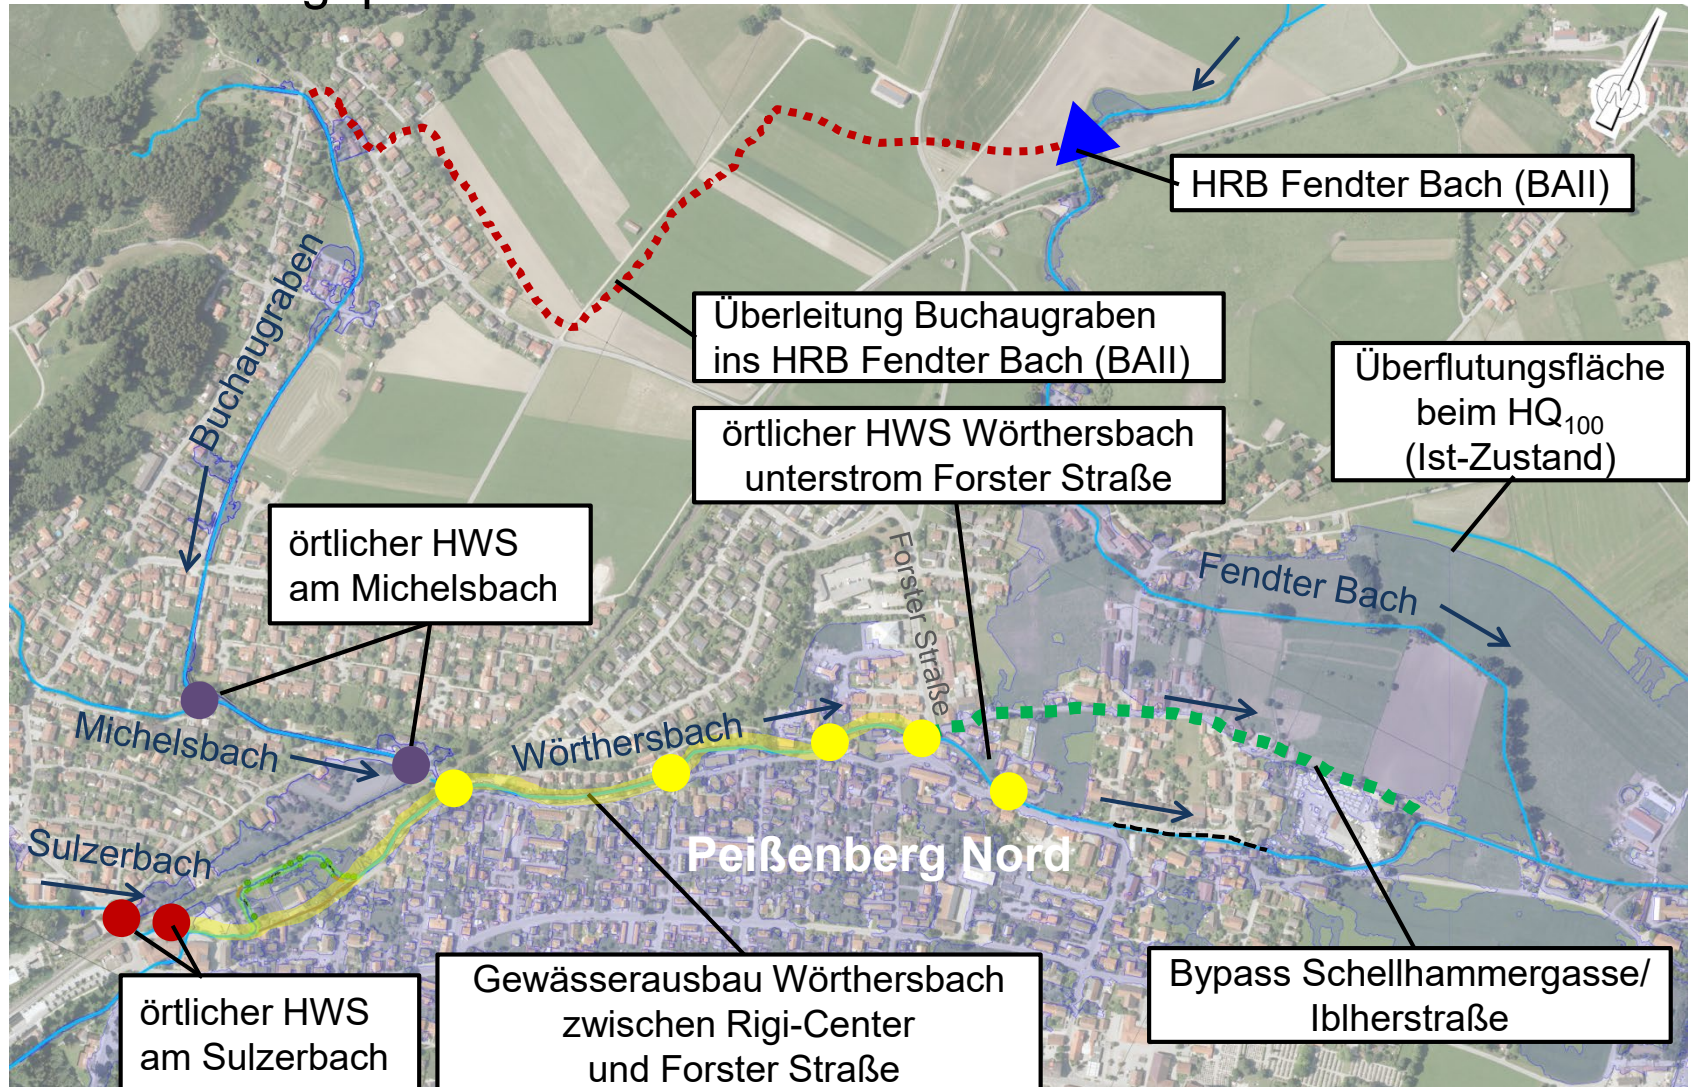 N
HRB Fendter Bach (BAII)
Buchaugraben
Überleitung Buchaugraben
ins HRB Fendter Bach (BAII)
Überflutungsfläche
beim HQ100
(Ist-Zustand)
örtlicher HWS Wörthersbach
unterstrom Forster Straße
örtlicher HWS
am Michelsbach
Forster Straße
Fendter Bach
Michelsbach
Wörthersbach
Sulzerbach
Peißenberg Nord
örtlicher HWS
am Sulzerbach
Gewässerausbau Wörthersbach
zwischen Rigi-Center
und Forster Straße
Bypass Schellhammergasse/
Iblherstraße